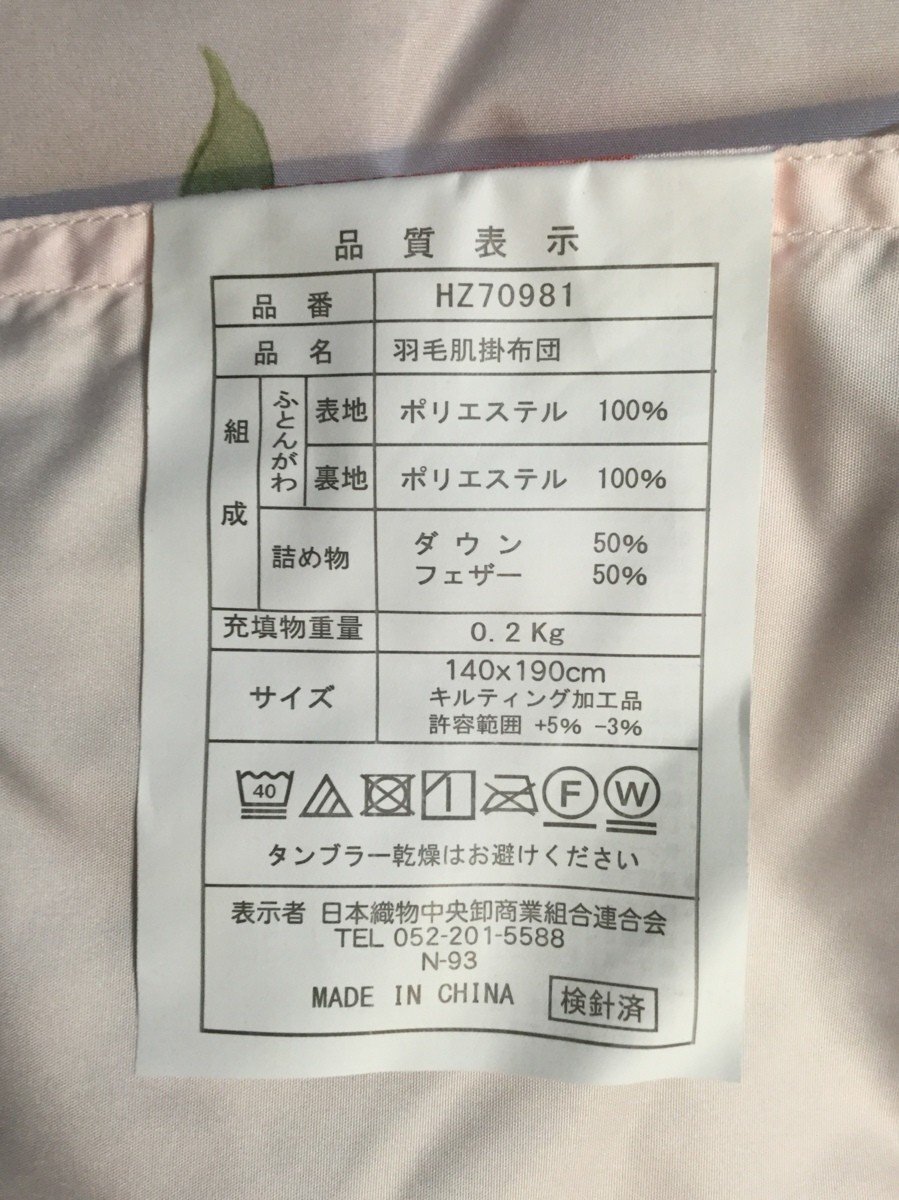 品質表示
品番 HZ70981
品名 羽毛肌掛布団
組成 ふとんがわ 表地 ポリエステル 100%
裏地 ポリエステル 100%
詰め物 ダウン 50%
フェザー 50%
充填物重量 0.2Kg
サイズ 140x190cm
キルティング加工品
許容範囲 +5% -3%
40 F W
タンブラー乾燥はお避けください
表示者 日本織物中央卸商業組合連合会
TEL 052-201-5588
N-93
MADE IN CHINA 検針済